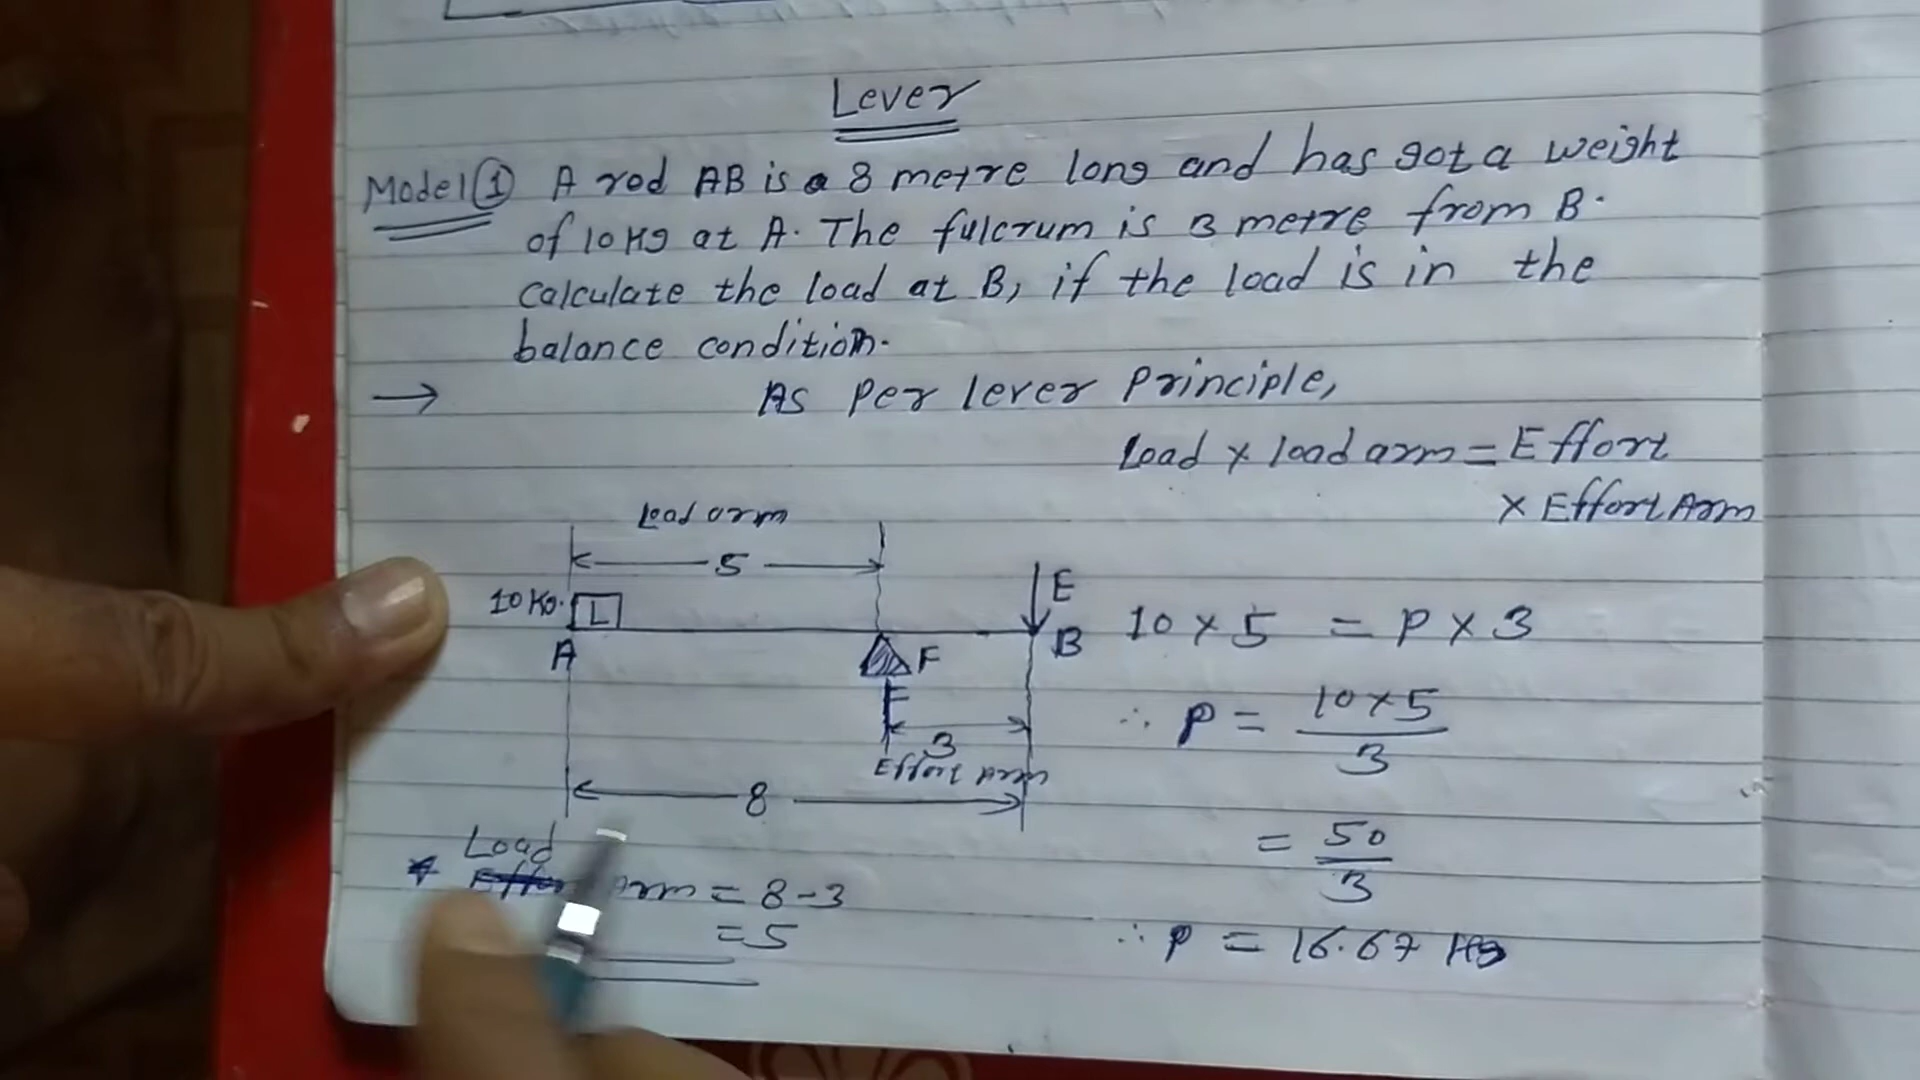 Lever
Model ① A rod AB is a 8 metre long and has got a weight
of 10 Kg at A. The fulcrum is 3 metre from B.
calculate the load at B, if the load is in the
balance condition.
→ As Per lever Principle,
Load × load arm = Effort
× Effort Arm
Load arm
5
10 Kg. L
E
A
F
B
F
3
Effort Arm
8
10 × 5 = P × 3
∴ P = 10 × 5
3
= 50
3
∴ P = 16.67 Kg
Load
Arm = 8 - 3
= 5